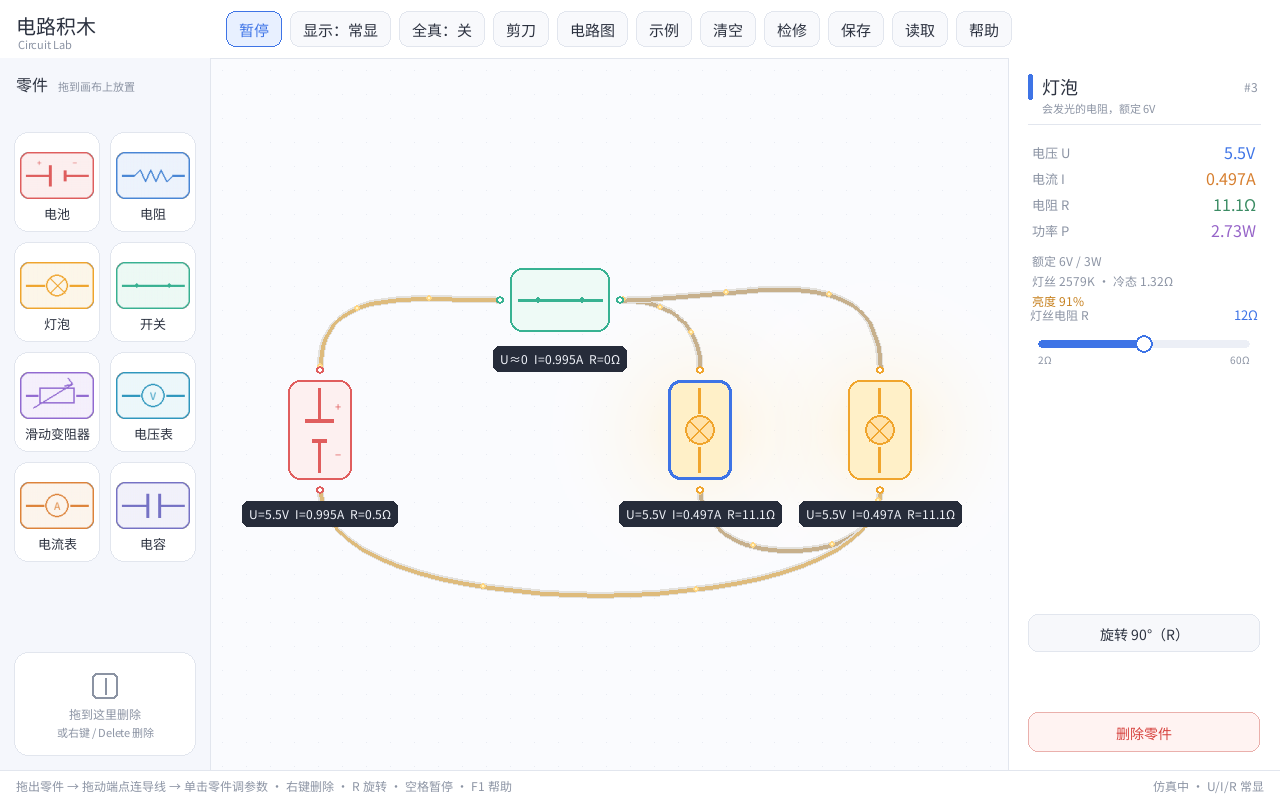 电路积木
Circuit Lab
暂停
显示：常显
全真：关
剪刀
电路图
示例
清空
检修
保存
读取
帮助
零件 拖到画布上放置
+ −
电池
电阻
灯泡
开关
滑动变阻器
V
电压表
A
电流表
电容
拖到这里删除
或右键 / Delete 删除
U≈0 I=0.995A R=0Ω
+
−
U=5.5V I=0.995A R=0.5Ω
U=5.5V I=0.497A R=11.1Ω
U=5.5V I=0.497A R=11.1Ω
灯泡 #3
会发光的电阻，额定 6V
电压 U 5.5V
电流 I 0.497A
电阻 R 11.1Ω
功率 P 2.73W
额定 6V / 3W
灯丝 2579K · 冷态 1.32Ω
亮度 91%
灯丝电阻 R 12Ω
2Ω 60Ω
旋转 90°（R）
删除零件
拖出零件 → 拖动端点连导线 → 单击零件调参数 · 右键删除 · R 旋转 · 空格暂停 · F1 帮助
仿真中 · U/I/R 常显